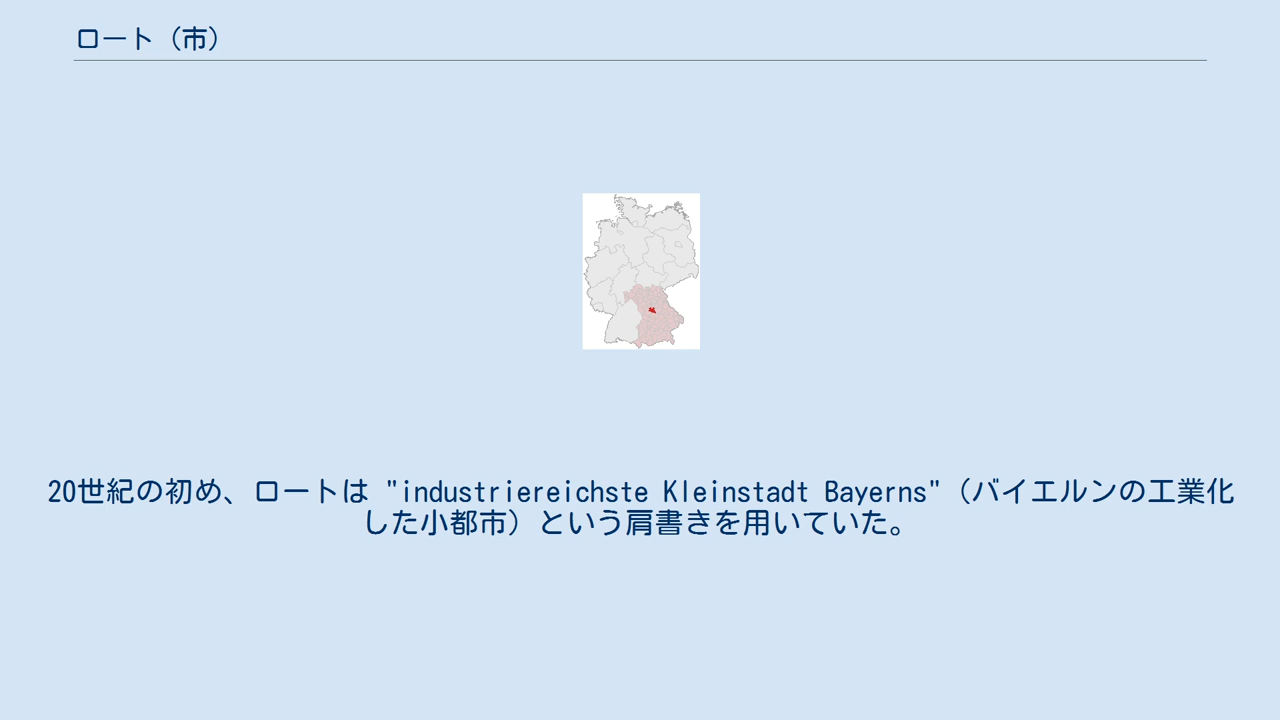 ロート（市）
20世紀の初め、ロートは "industriereichste Kleinstadt Bayerns"（バイエルンの工業化
した小都市）という肩書きを用いていた。